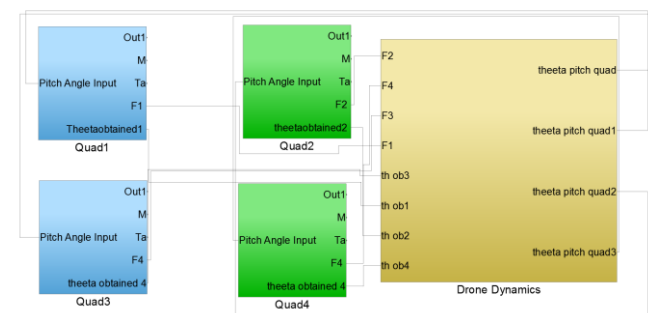 Out1
M
Pitch Angle Input
Ta
F1
Theetaobtained1
Quad1
Out1
M
Pitch Angle Input
Ta
F2
theetaobtained2
Quad2
Out1
M
Pitch Angle Input
Ta
F4
theeta obtained 4
Quad3
Out1
M
Pitch Angle Input
Ta
F4
theeta obtained 4
Quad4
F2
F4
F3
F1
th ob3
th ob1
th ob2
th ob4
theeta pitch quad
theeta pitch quad1
theeta pitch quad2
theeta pitch quad3
Drone Dynamics